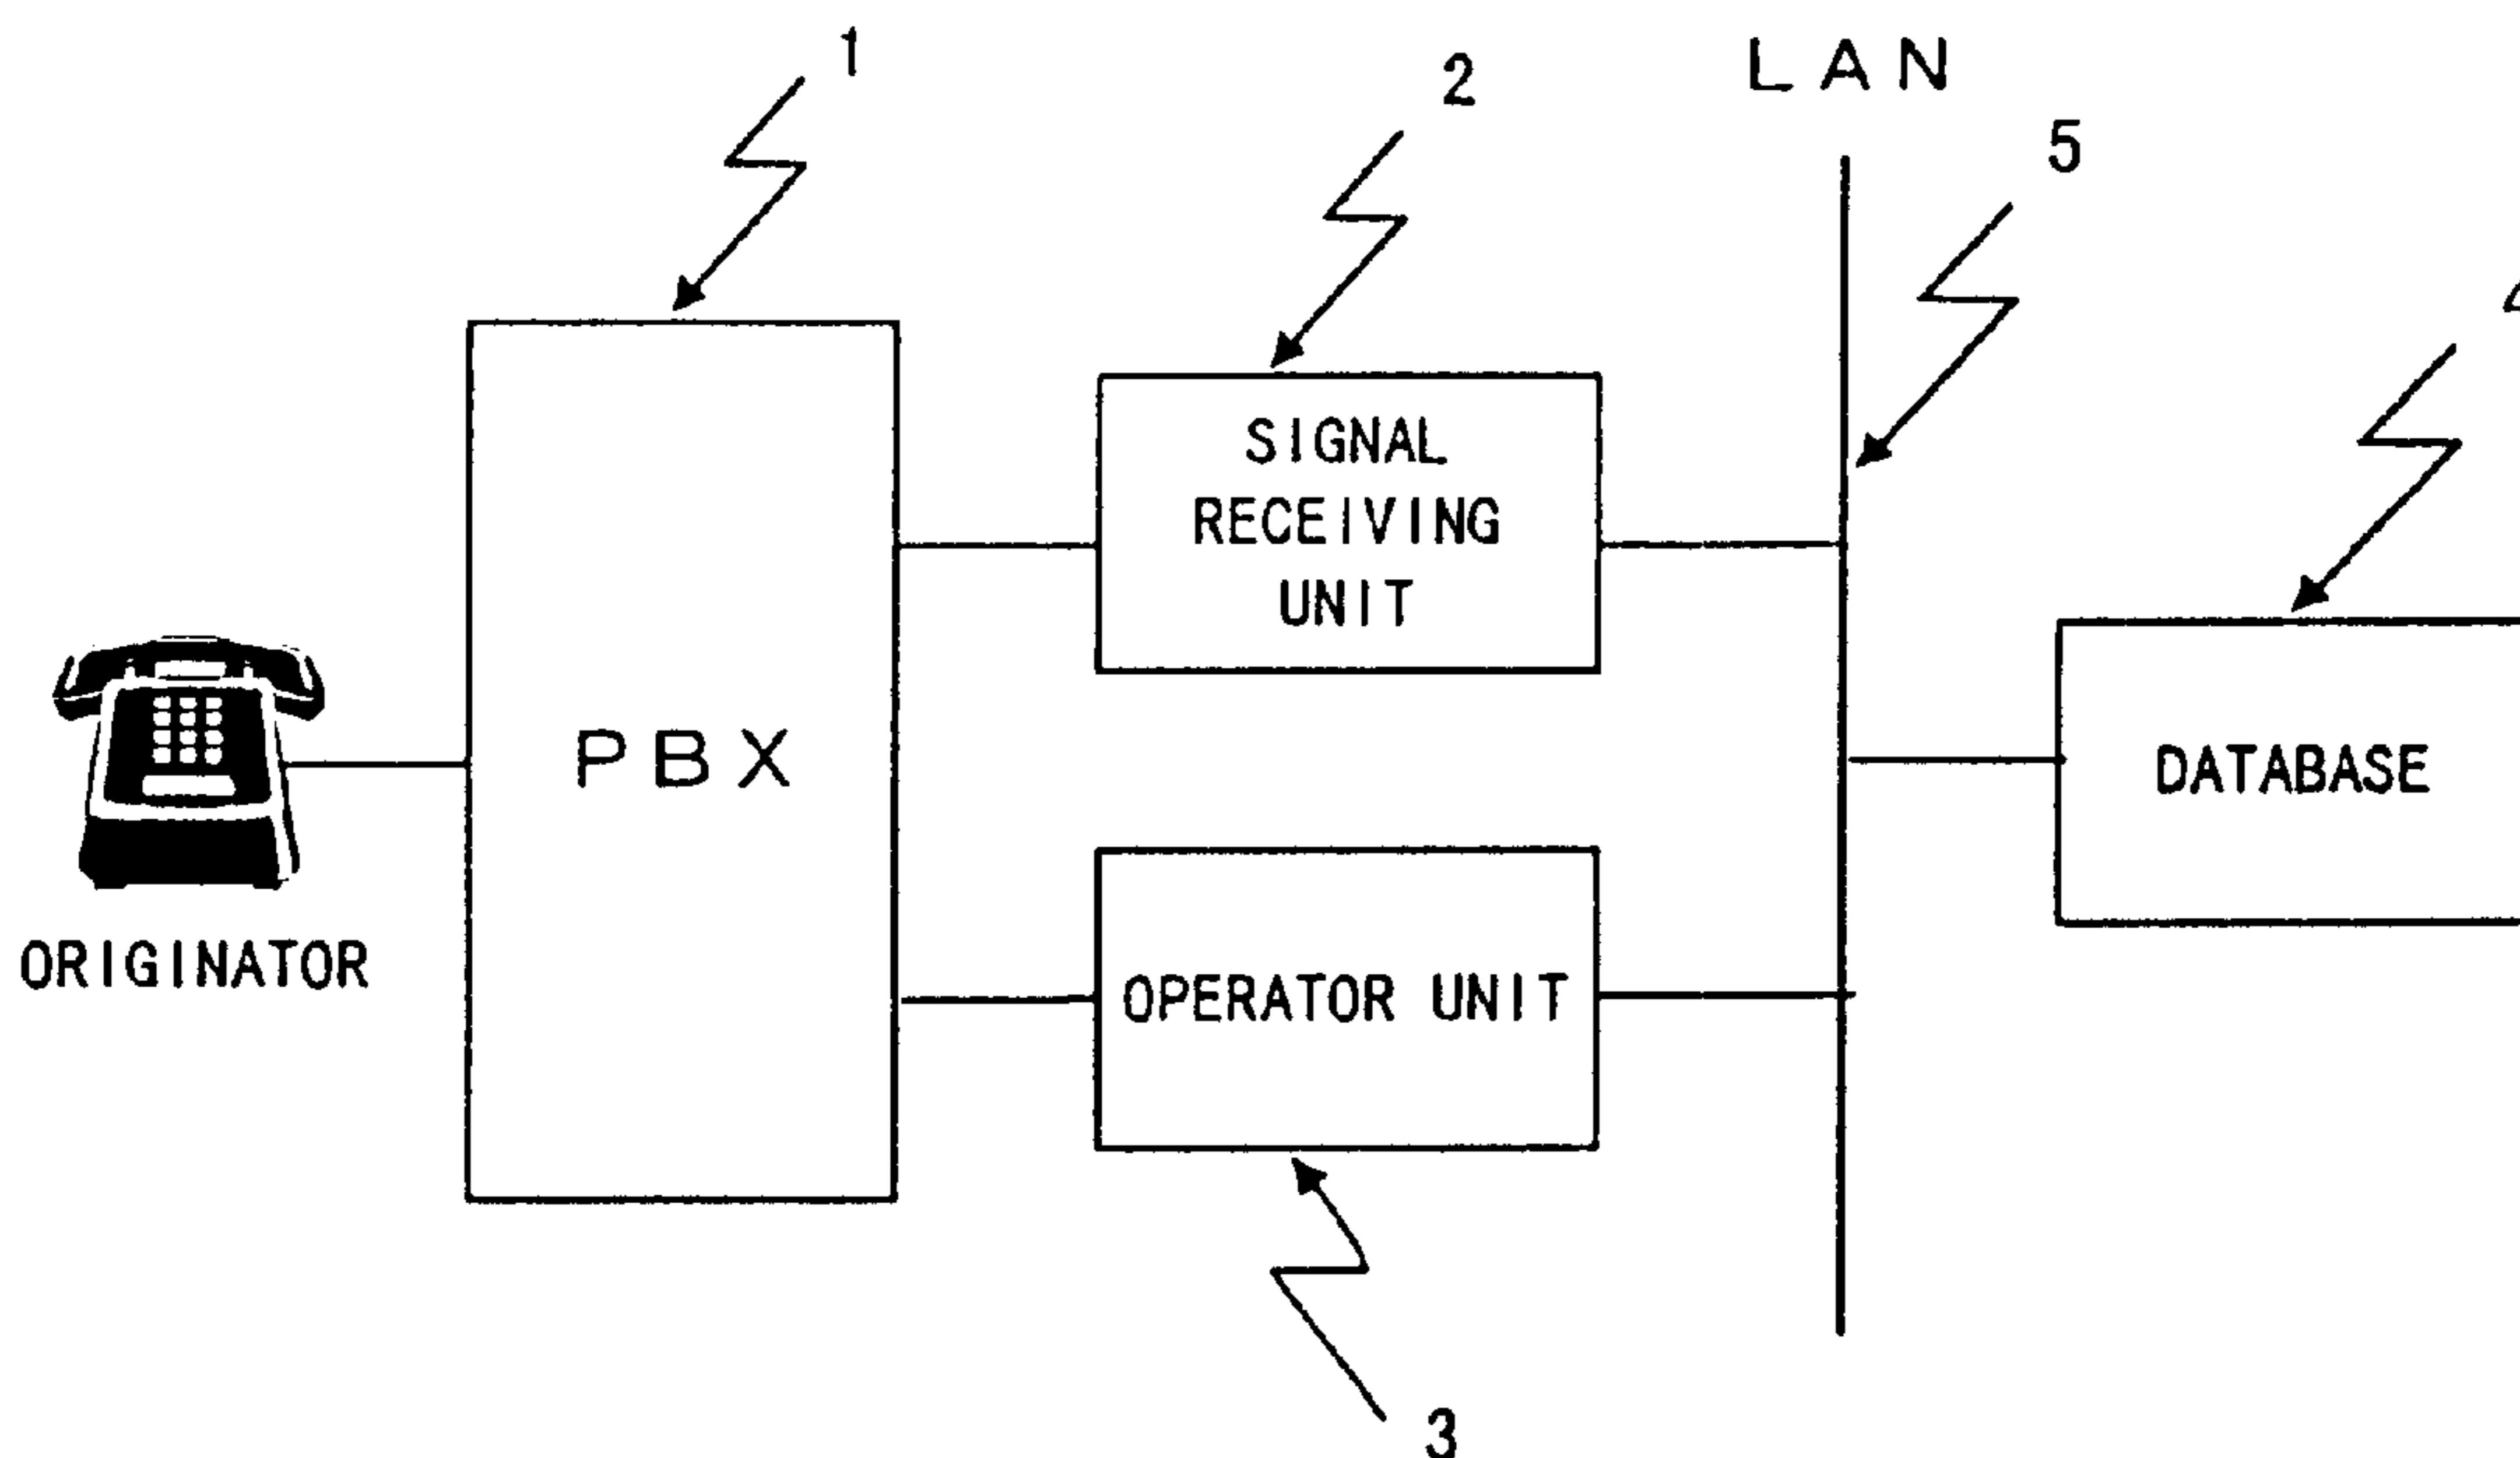 1
2
LAN
5
SIGNAL
RECEIVING
UNIT
PBX
DATABASE
ORIGINATOR
OPERATOR UNIT
3